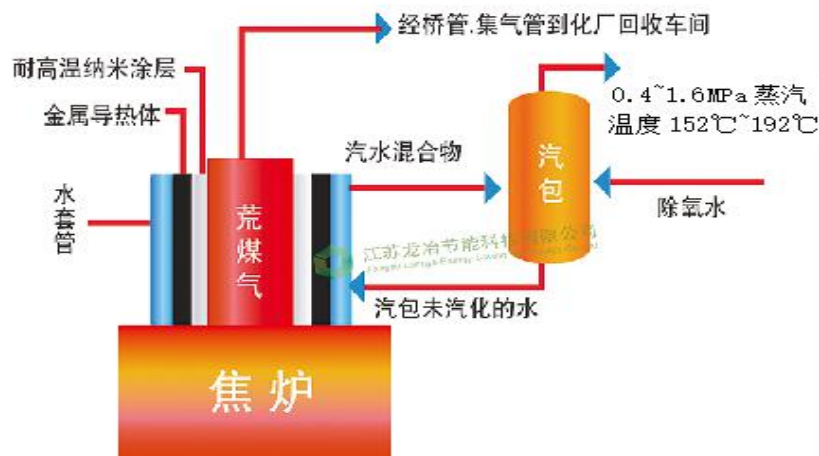 经桥管.集气管到化厂回收车间
耐高温纳米涂层
金属导热体
0.4~1.6MPa 蒸汽
温度 152℃~192℃
汽水混合物
汽包
水套管
荒煤气
除氧水
江苏龙冶节能科技有限公司
汽包未汽化的水
焦炉